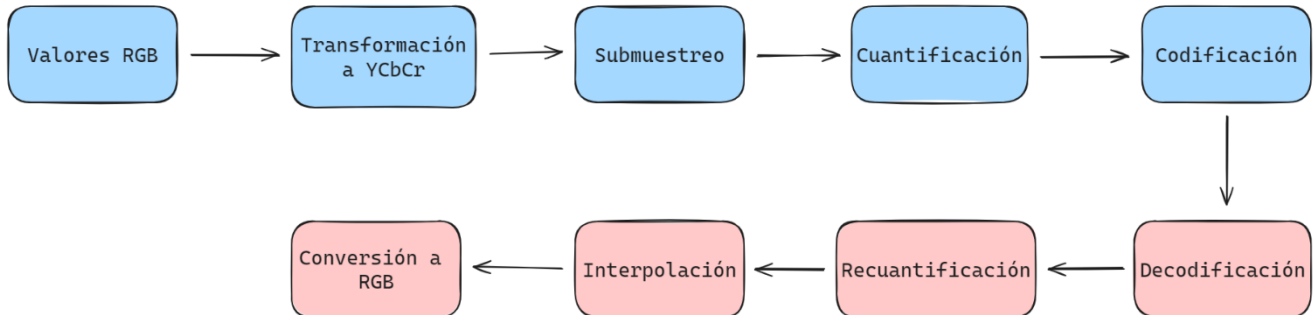 Valores RGB
Transformación
a YCbCr
Submuestreo
Cuantificación
Codificación
Decodificación
Recuantificación
Interpolación
Conversión a
RGB